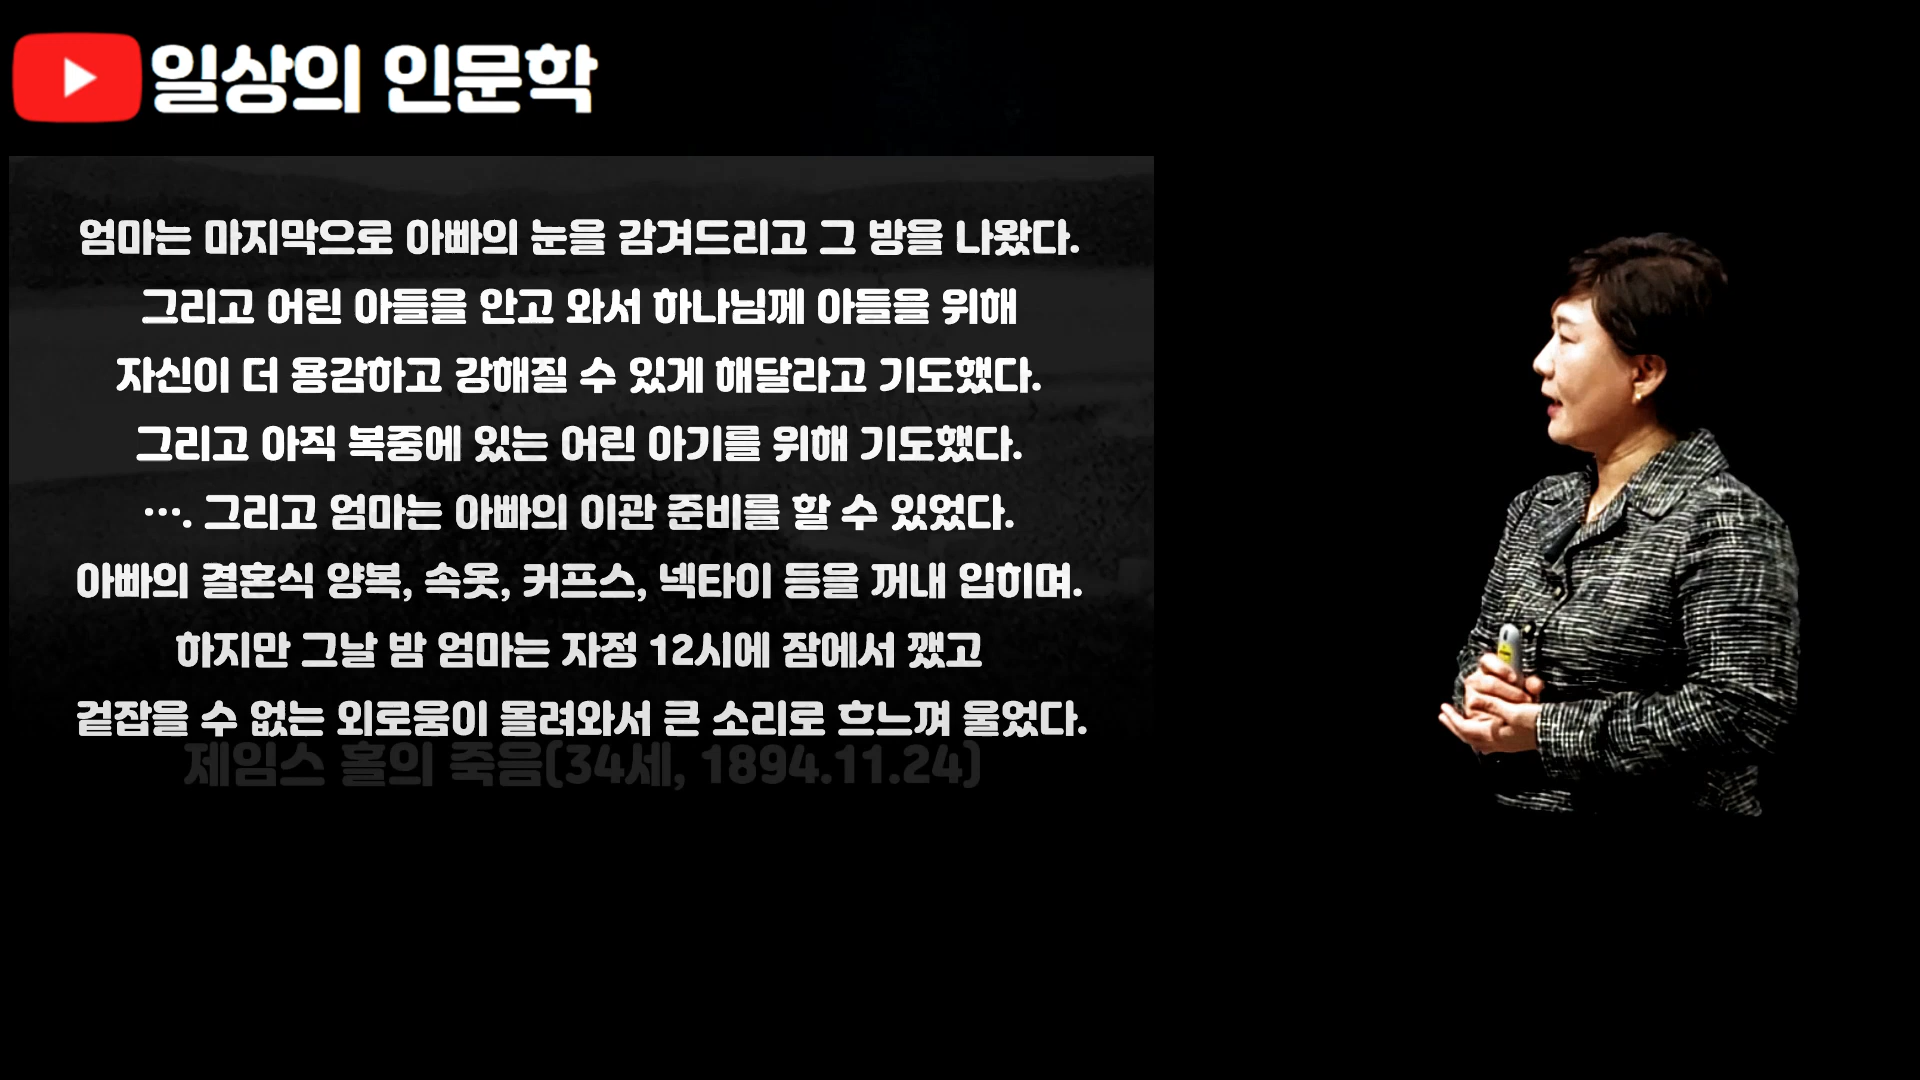 일상의 인문학
엄마는 마지막으로 아빠의 눈을 감겨드리고 그 방을 나왔다.
그리고 어린 아들을 안고 와서 하나님께 아들을 위해
자신이 더 용감하고 강해질 수 있게 해달라고 기도했다.
그리고 아직 복중에 있는 어린 아기를 위해 기도했다.
…. 그리고 엄마는 아빠의 이관 준비를 할 수 있었다.
아빠의 결혼식 양복, 속옷, 커프스, 넥타이 등을 꺼내 입히며.
하지만 그날 밤 엄마는 자정 12시에 잠에서 깼고
겉잡을 수 없는 외로움이 몰려와서 큰 소리로 흐느껴 울었다.
제임스 홀의 죽음(34세, 1894.11.24)